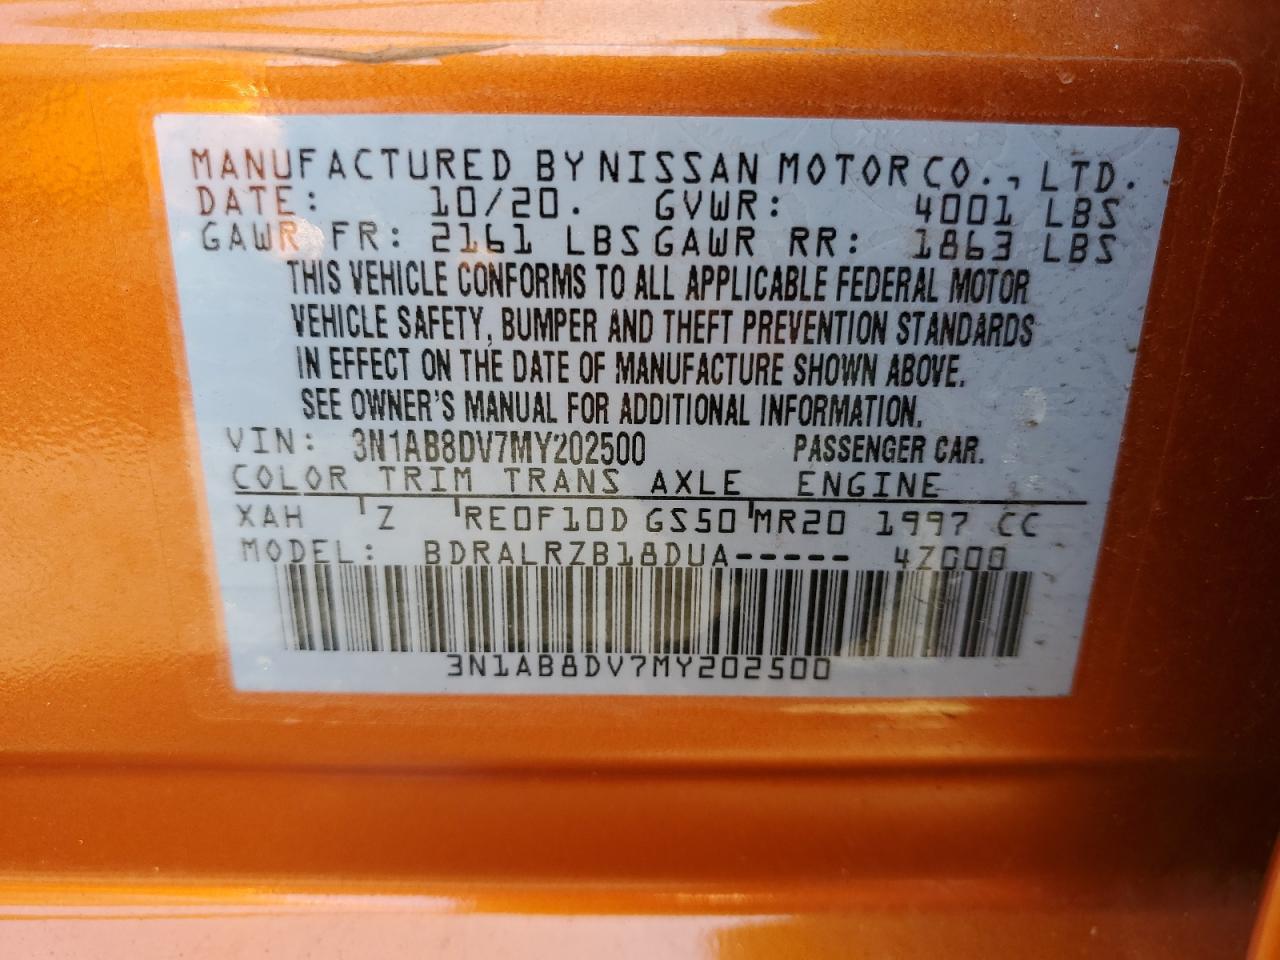 MANUFACTURED BY NISSAN MOTOR CO., LTD.
DATE: 10/20. GVWR: 4001 LBS
GAWR FR: 2161 LBS GAWR RR: 1863 LBS
THIS VEHICLE CONFORMS TO ALL APPLICABLE FEDERAL MOTOR
VEHICLE SAFETY, BUMPER AND THEFT PREVENTION STANDARDS
IN EFFECT ON THE DATE OF MANUFACTURE SHOWN ABOVE.
SEE OWNER'S MANUAL FOR ADDITIONAL INFORMATION.
VIN: 3N1AB8DV7MY202500 PASSENGER CAR.
COLOR TRIM TRANS AXLE ENGINE
XAH Z RE0F10D GS50 MR20 1997 CC
MODEL: BDRALRZB18DUA----- 4ZG00
3N1AB8DV7MY202500